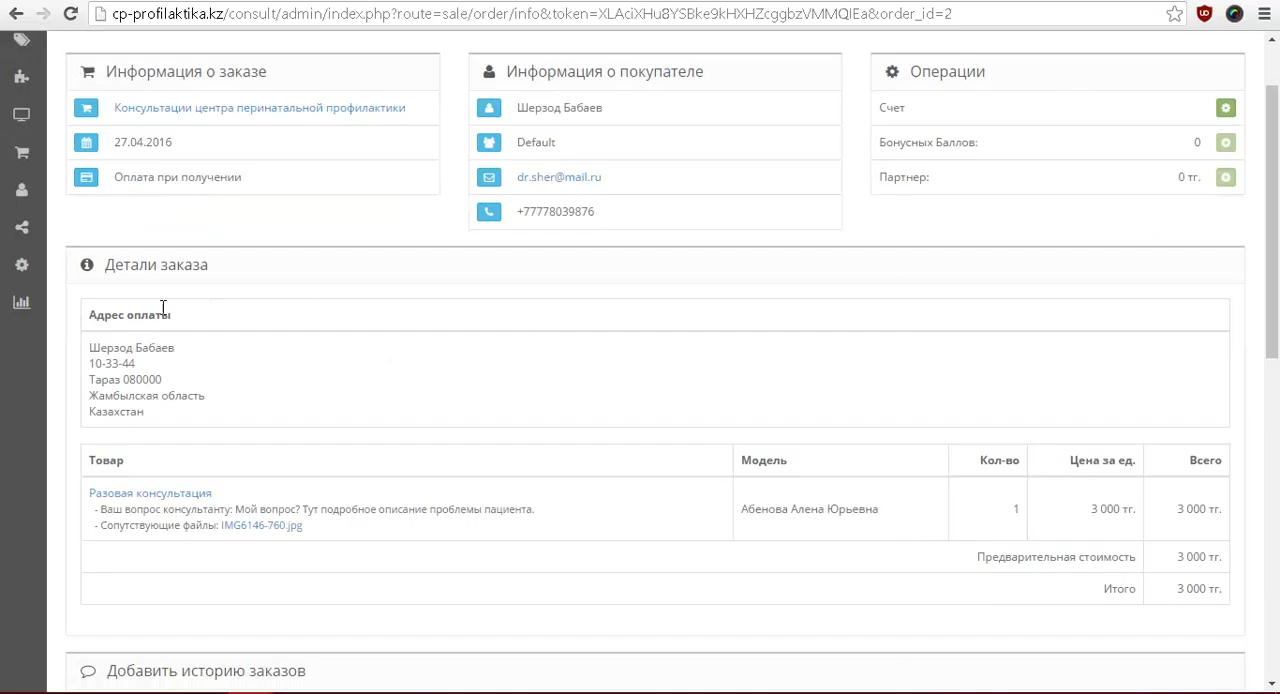 cp-profilaktika.kz/consult/admin/index.php?route=sale/order/info&token=XLAciXHu8YSBke9kHXHZcggbzVMMQIEa&order_id=2
Информация о заказе
Консультации центра перинатальной профилактики
27.04.2016
Оплата при получении
Информация о покупателе
Шерзод Бабаев
Default
dr.sher@mail.ru
+77778039876
Операции
Счет
Бонусных Баллов: 0
Партнер: 0 тг.
Детали заказа
Адрес оплаты
Шерзод Бабаев
10-33-44
Тараз 080000
Жамбылская область
Казахстан
Товар Модель Кол-во Цена за ед. Всего
Разовая консультация
- Ваш вопрос консультанту: Мой вопрос? Тут подробное описание проблемы пациента.
- Сопутствующие файлы: IMG6146-760.jpg
Абенова Алена Юрьевна 1 3 000 тг. 3 000 тг.
Предварительная стоимость 3 000 тг.
Итого 3 000 тг.
Добавить историю заказов